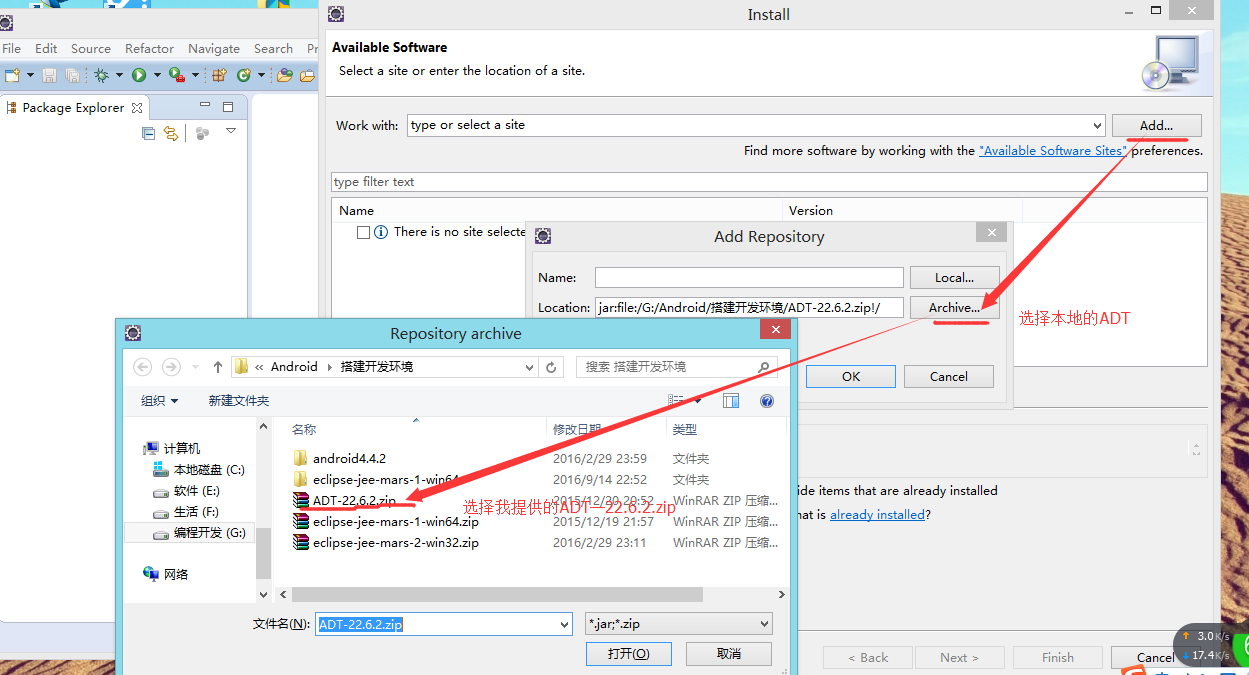 Install
File Edit Source Refactor Navigate Search Pr
Package Explorer
Available Software
Select a site or enter the location of a site.
Work with: type or select a site Add...
Find more software by working with the "Available Software Sites" preferences.
type filter text
Name Version
There is no site selecte
Add Repository
Name: Local...
Location: jar:file:/G:/Android/搭建开发环境/ADT-22.6.2.zip!/ Archive...
选择本地的ADT
OK Cancel
Repository archive
« Android 搭建开发环境 搜索 搭建开发环境
组织 新建文件夹
名称 修改日期 类型
计算机
本地磁盘 (C:)
软件 (E:)
生活 (F:)
编程开发 (G:)
网络
android4.4.2 2016/2/29 23:59 文件夹
eclipse-jee-mars-1-win64 2016/9/14 22:52 文件夹
ADT-22.6.2.zip 2015/12/20 20:52 WinRAR ZIP 压缩...
选择我提供的ADT—22.6.2.zip
eclipse-jee-mars-1-win64.zip 2015/12/19 21:57 WinRAR ZIP 压缩...
eclipse-jee-mars-2-win32.zip 2016/2/29 23:11 WinRAR ZIP 压缩...
文件名(N): ADT-22.6.2.zip *.jar;*.zip
打开(O) 取消
ide items that are already installed
hat is already installed?
< Back Next > Finish Cancel
3.0K/s
17.4K/s